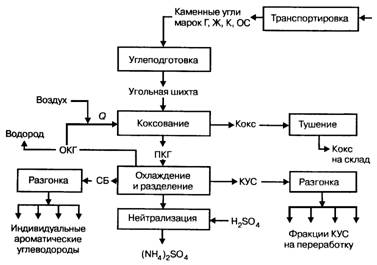 Каменные угли
марок Г, Ж, К, ОС
Транспортировка
Углеподготовка
Угольная шихта
Воздух
Q
Водород
ОКГ
Коксование
Кокс
Тушение
Кокс
на склад
ПКГ
Разгонка
СБ
Охлаждение
и разделение
КУС
Разгонка
Нейтрализация
H₂SO₄
Индивидуальные
ароматические
углеводороды
Фракции КУС
на переработку
(NH₄)₂SO₄